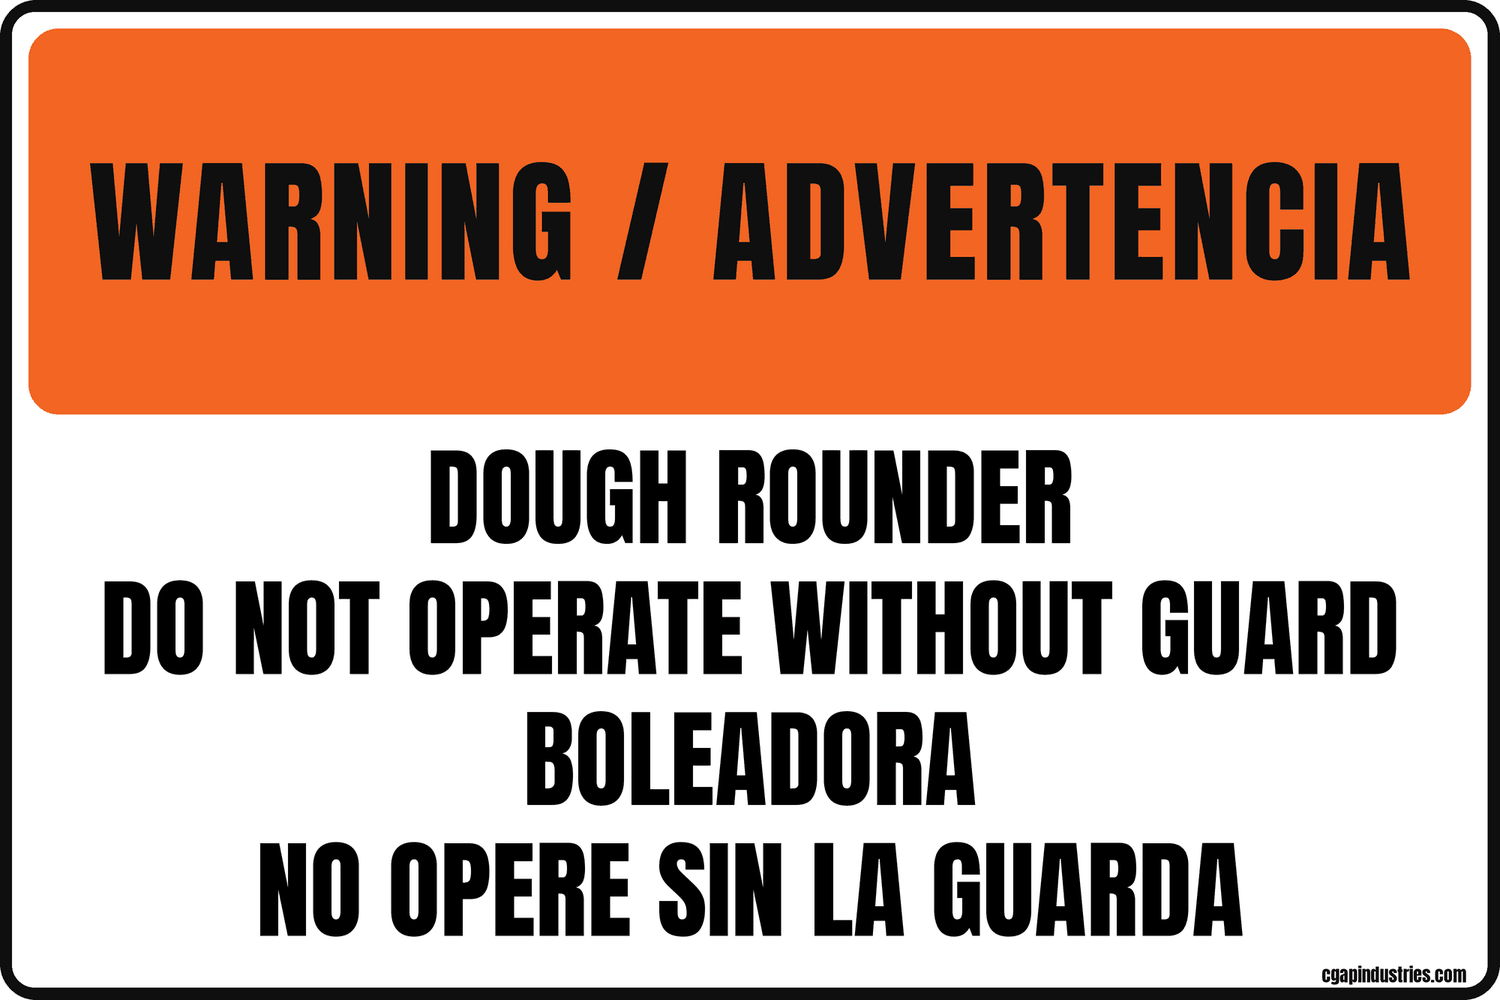 WARNING / ADVERTENCIA
DOUGH ROUNDER
DO NOT OPERATE WITHOUT GUARD
BOLEADORA
NO OPERE SIN LA GUARDA
cgapindustries.com